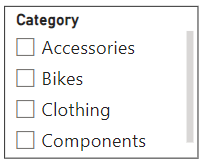 Category
Accessories
Bikes
Clothing
Components